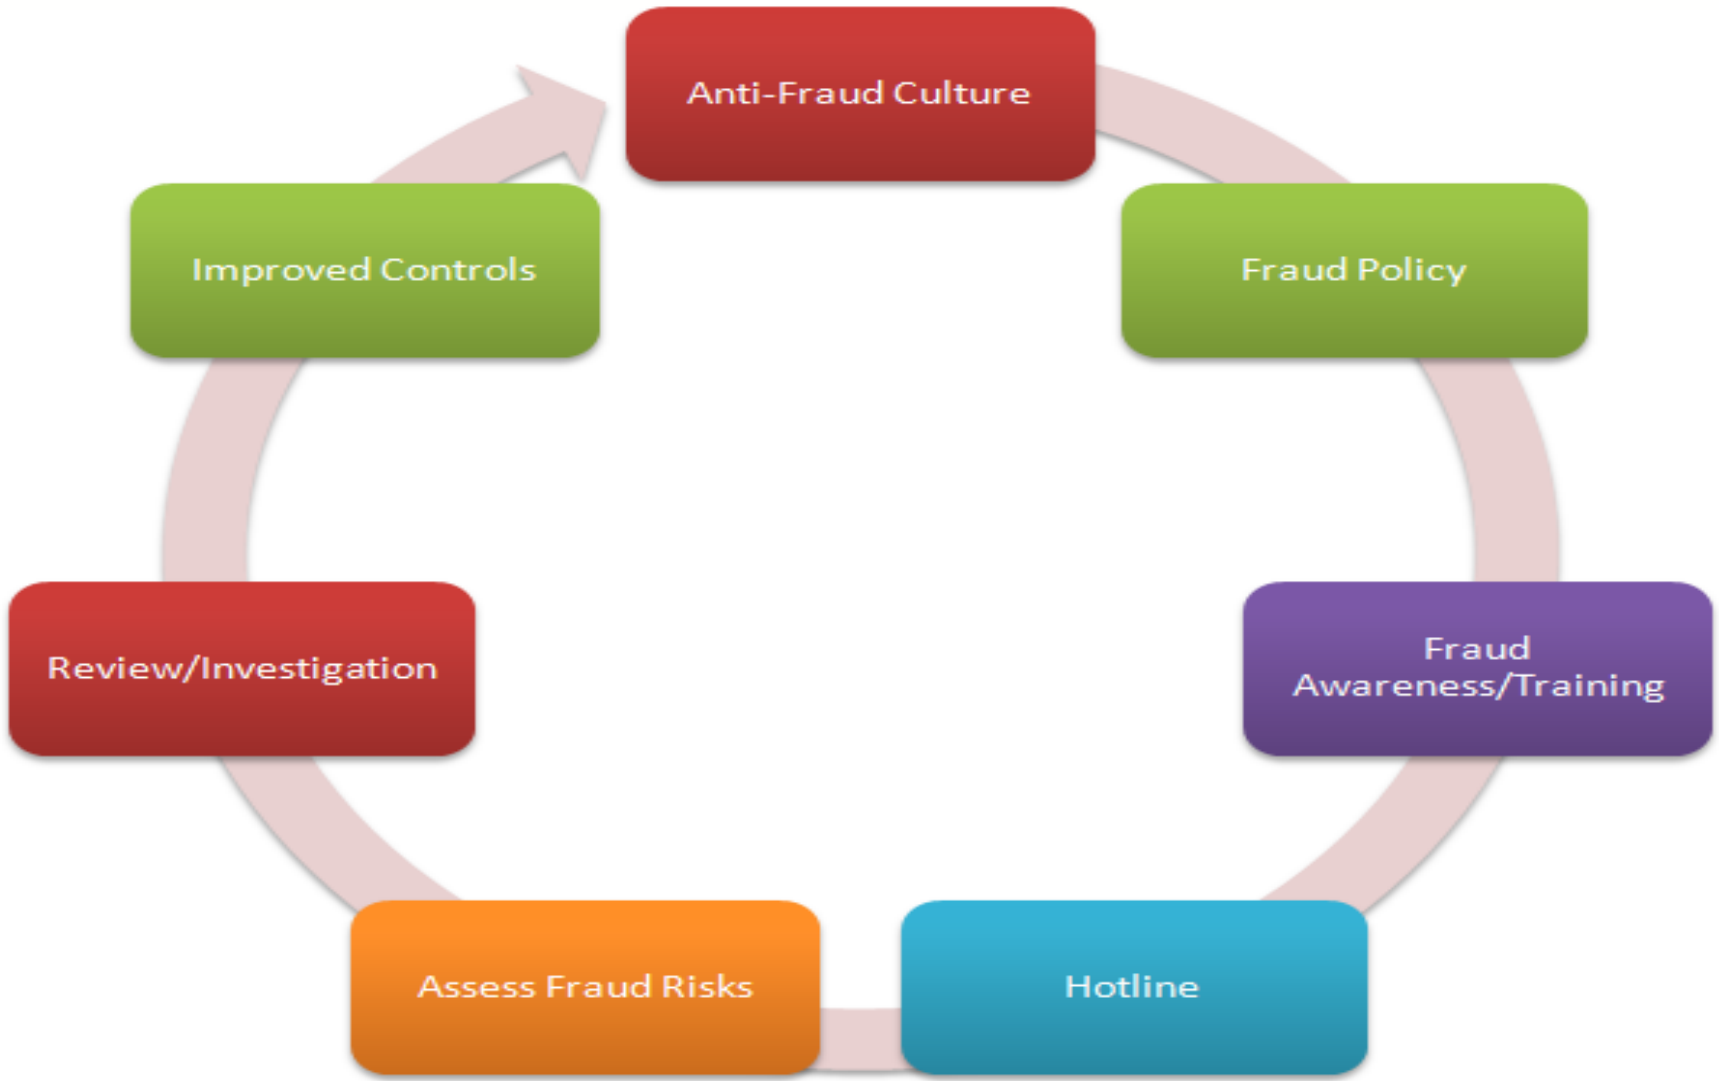 Anti-Fraud Culture
Fraud Policy
Fraud
Awareness/Training
Hotline
Assess Fraud Risks
Review/Investigation
Improved Controls